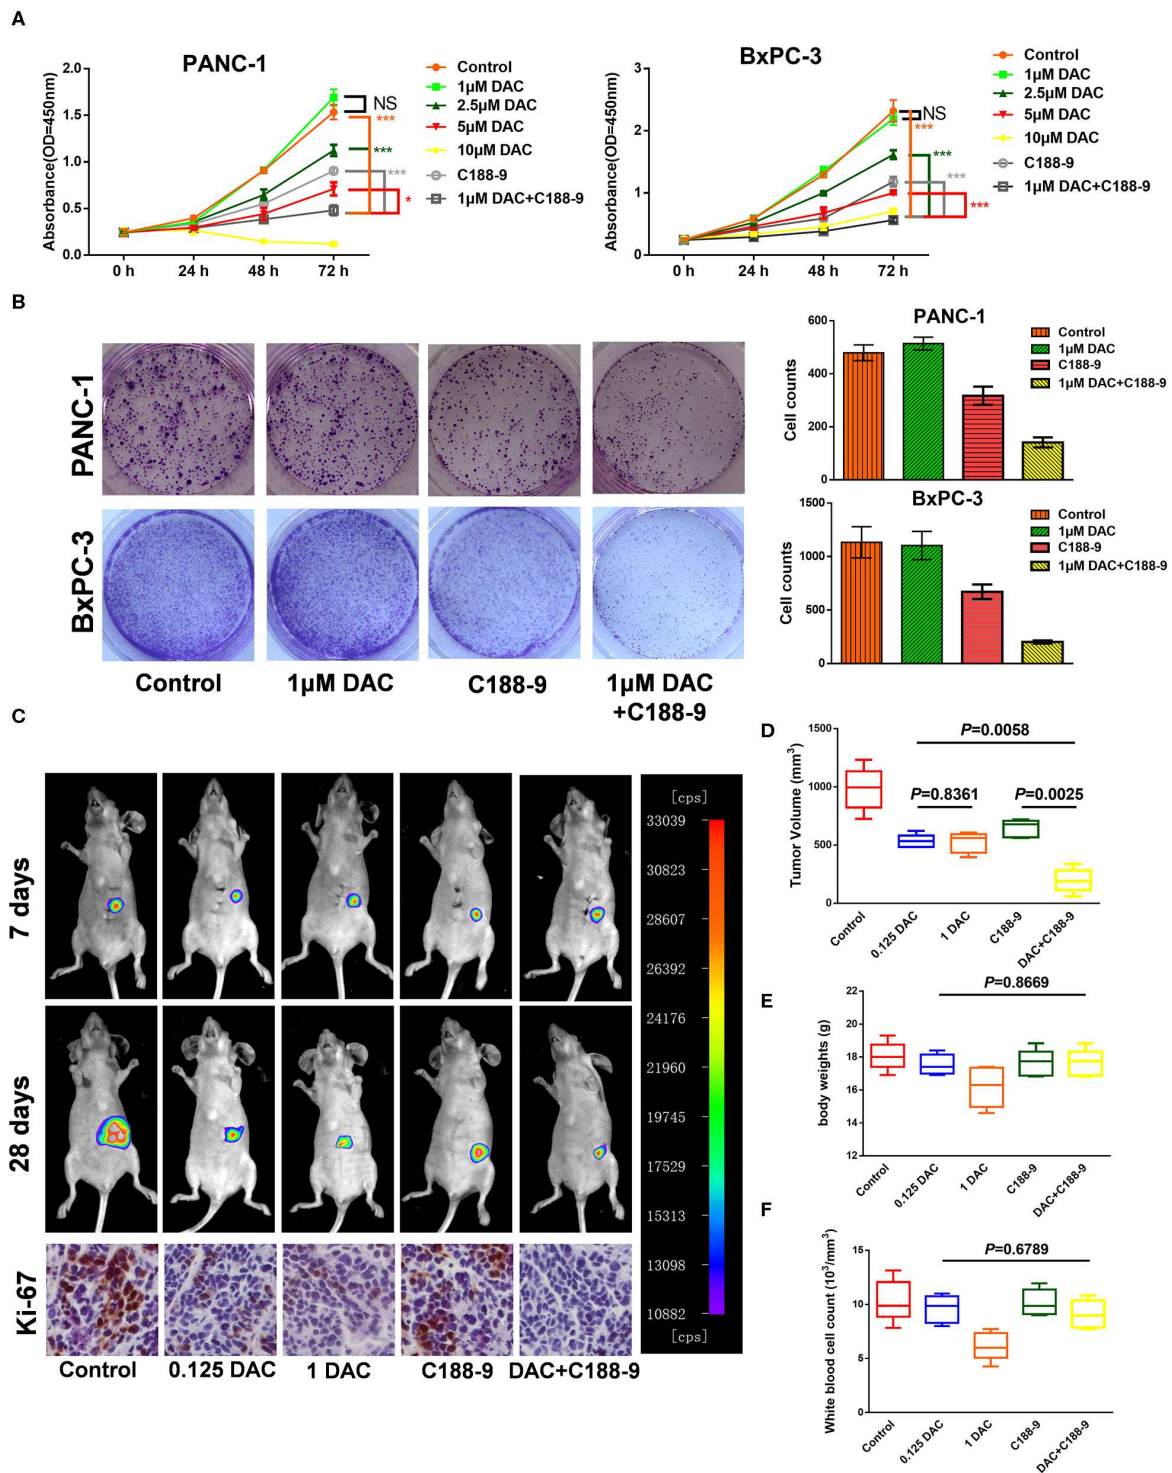 A
PANC-1
Absorbance(OD=450nm)
2.0
1.5
1.0
0.5
0.0
0 h
24 h
48 h
72 h
NS
***
***
***
*
Control
1μM DAC
2.5μM DAC
5μM DAC
10μM DAC
C188-9
1μM DAC+C188-9
BxPC-3
Absorbance(OD=450nm)
3
2
1
0
0 h
24 h
48 h
72 h
NS
***
***
***
***
Control
1μM DAC
2.5μM DAC
5μM DAC
10μM DAC
C188-9
1μM DAC+C188-9
B
PANC-1
BxPC-3
Control
1μM DAC
C188-9
1μM DAC
+C188-9
PANC-1
Cell counts
600
400
200
0
Control
1μM DAC
C188-9
1μM DAC+C188-9
BxPC-3
Cell counts
1500
1000
500
0
Control
1μM DAC
C188-9
1μM DAC+C188-9
C
7 days
28 days
Ki-67
Control
0.125 DAC
1 DAC
C188-9
DAC+C188-9
[cps]
33039
30823
28607
26392
24176
21960
19745
17529
15313
13098
10882
[cps]
D
Tumor Volume (mm³)
1500
1000
500
0
P=0.0058
P=0.8361
P=0.0025
Control
0.125 DAC
1 DAC
C188-9
DAC+C188-9
E
body weights (g)
22
20
18
16
14
12
P=0.8669
Control
0.125 DAC
1 DAC
C188-9
DAC+C188-9
F
White blood cell count (10³/mm³)
15
10
5
0
P=0.6789
Control
0.125 DAC
1 DAC
C188-9
DAC+C188-9